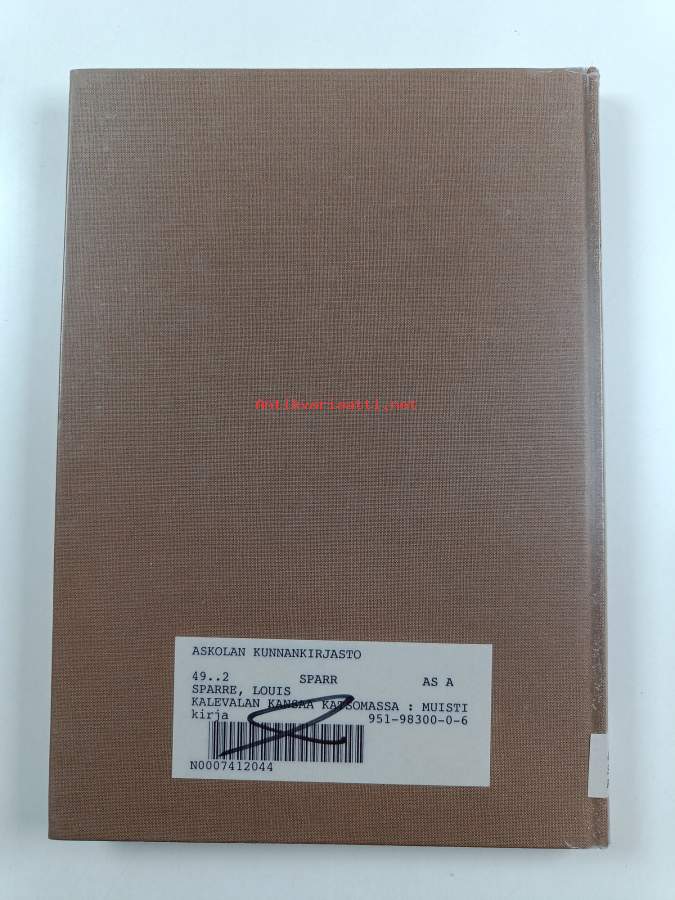 Antikvariaatti.net
ASKOLAN KUNNANKIRJASTO
49..2 SPARR AS A
SPARRE, LOUIS
KALEVALAN KANSAA KATSOMASSA : MUISTI
kirja 951-98300-0-6
N0007412044